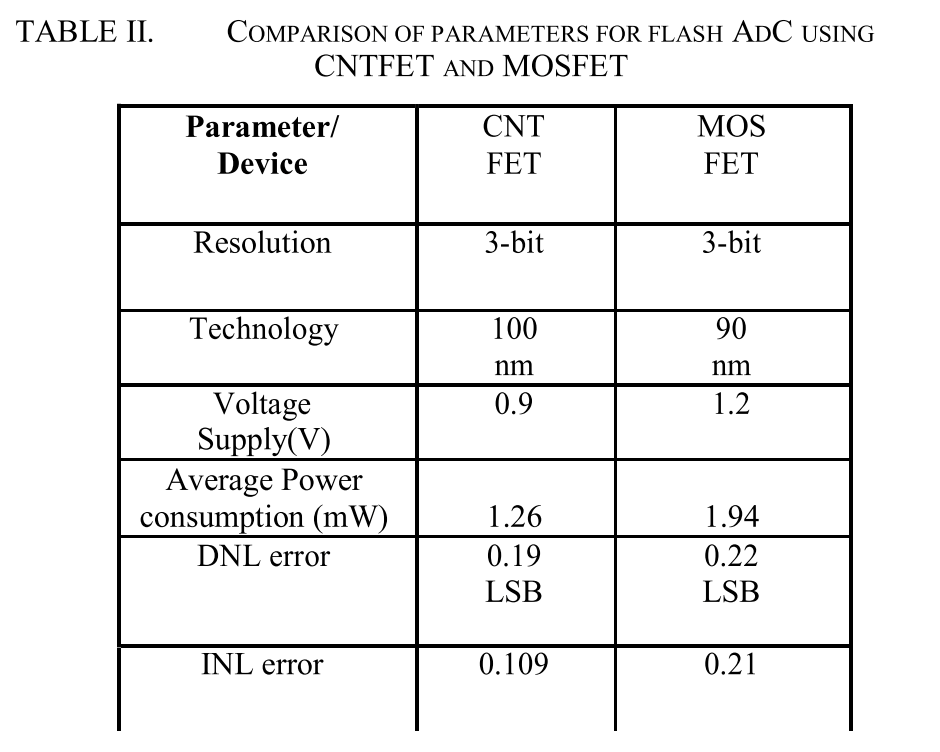 TABLE II. COMPARISON OF PARAMETERS FOR FLASH ADC USING
CNTFET AND MOSFET
Parameter/ CNT MOS
Device FET FET
Resolution 3-bit 3-bit
Technology 100 90
nm nm
Voltage 0.9 1.2
Supply(V)
Average Power
consumption (mW) 1.26 1.94
DNL error 0.19 0.22
LSB LSB
INL error 0.109 0.21